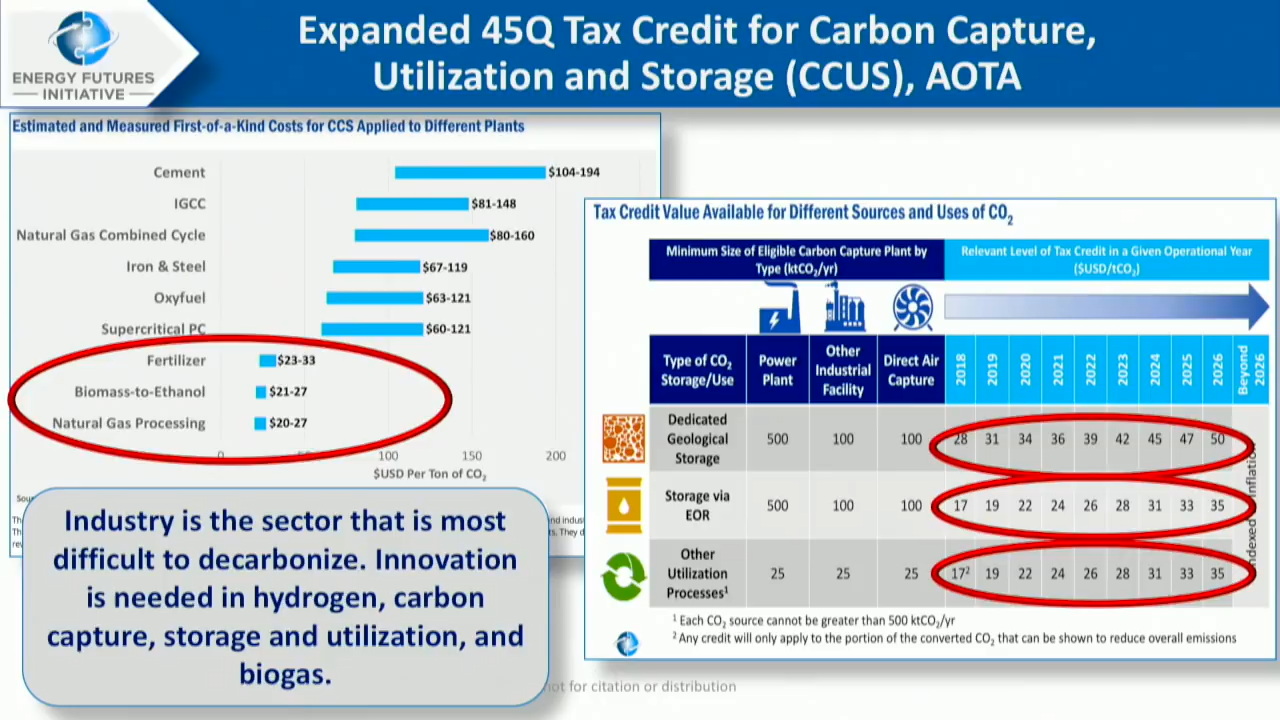 Expanded 45Q Tax Credit for Carbon Capture,
Utilization and Storage (CCUS), AOTA
ENERGY FUTURES
INITIATIVE
Estimated and Measured First-of-a-Kind Costs for CCS Applied to Different Plants
Cement $104-194
IGCC $81-148
Natural Gas Combined Cycle $80-160
Iron & Steel $67-119
Oxyfuel $63-121
Supercritical PC $60-121
Fertilizer $23-33
Biomass-to-Ethanol $21-27
Natural Gas Processing $20-27
0 50 100 150 200
$USD Per Ton of CO2
Industry is the sector that is most
difficult to decarbonize. Innovation
is needed in hydrogen, carbon
capture, storage and utilization, and
biogas.
Tax Credit Value Available for Different Sources and Uses of CO2
Minimum Size of Eligible Carbon Capture Plant by
Type (ktCO2/yr)
Relevant Level of Tax Credit in a Given Operational Year
($USD/tCO2)
Type of CO2
Storage/Use
Power
Plant
Other
Industrial
Facility
Direct Air
Capture
2018 2019 2020 2021 2022 2023 2024 2025 2026
Beyond
2026
Dedicated
Geological
Storage
500 100 100 28 31 34 36 39 42 45 47 50
Storage via
EOR
500 100 100 17 19 22 24 26 28 31 33 35
Other
Utilization
Processes1
25 25 25 172 19 22 24 26 28 31 33 35
Indexed Inflation
1 Each CO2 source cannot be greater than 500 ktCO2/yr
2 Any credit will only apply to the portion of the converted CO2 that can be shown to reduce overall emissions
not for citation or distribution